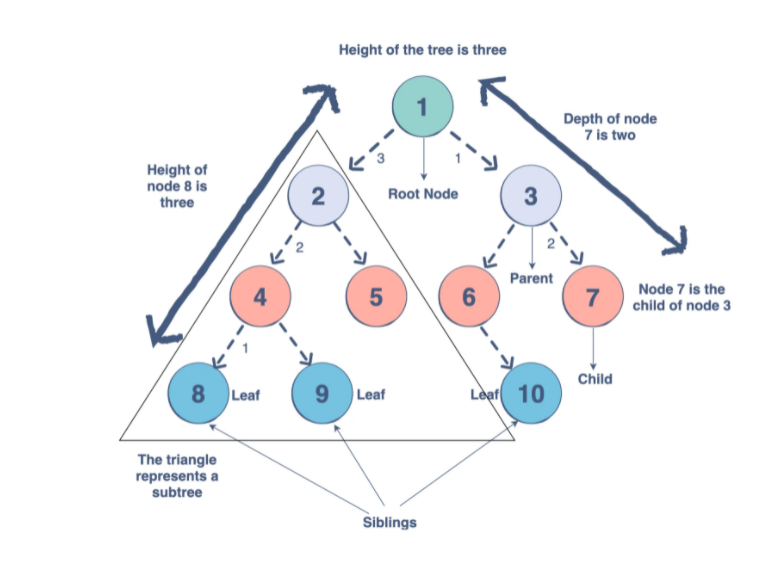 Height of the tree is three
1
Depth of node
7 is two
3
1
Height of
node 8 is
three
Root Node
2
3
2
2
Parent
4
5
6
7
Node 7 is the
child of node 3
1
Child
8
Leaf
9
Leaf
Leaf
10
The triangle
represents a
subtree
Siblings